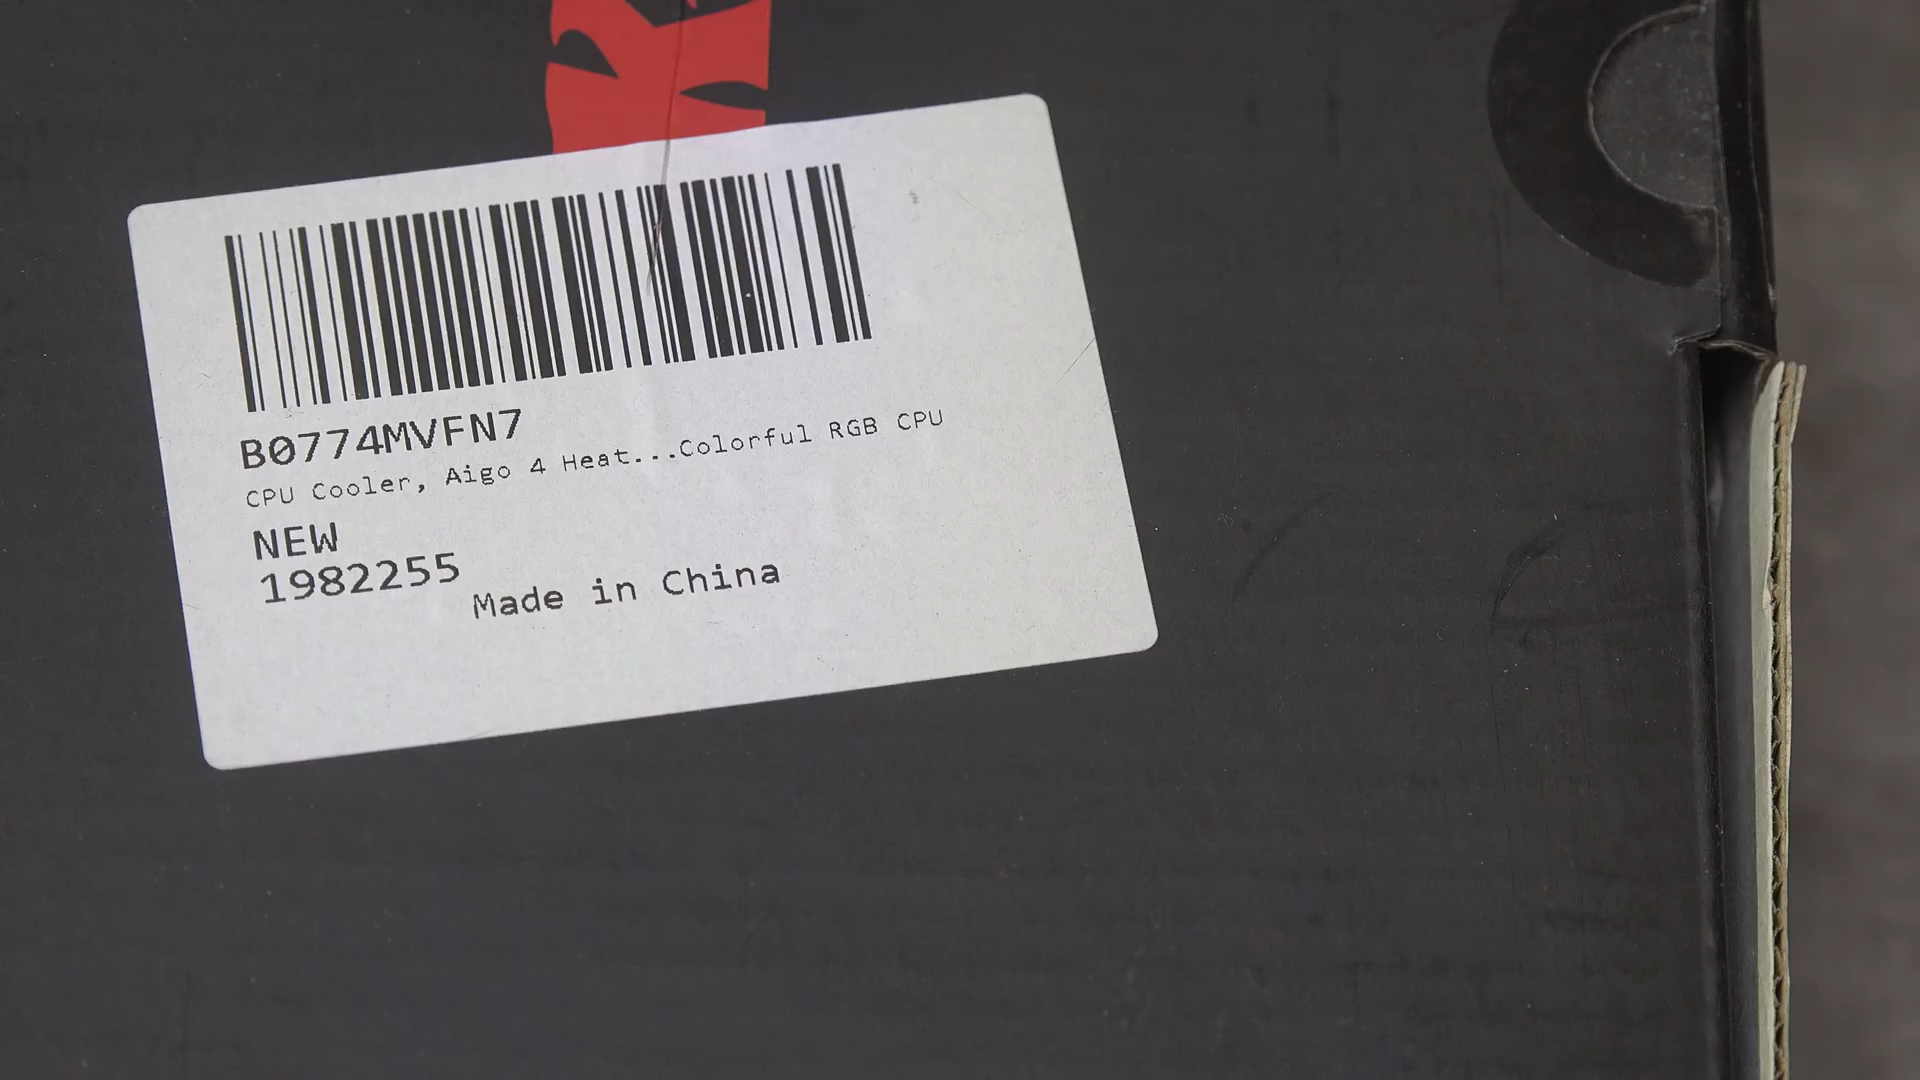 B0774MVFN7
CPU Cooler, Aigo 4 Heat...Colorful RGB CPU
NEW
1982255
Made in China